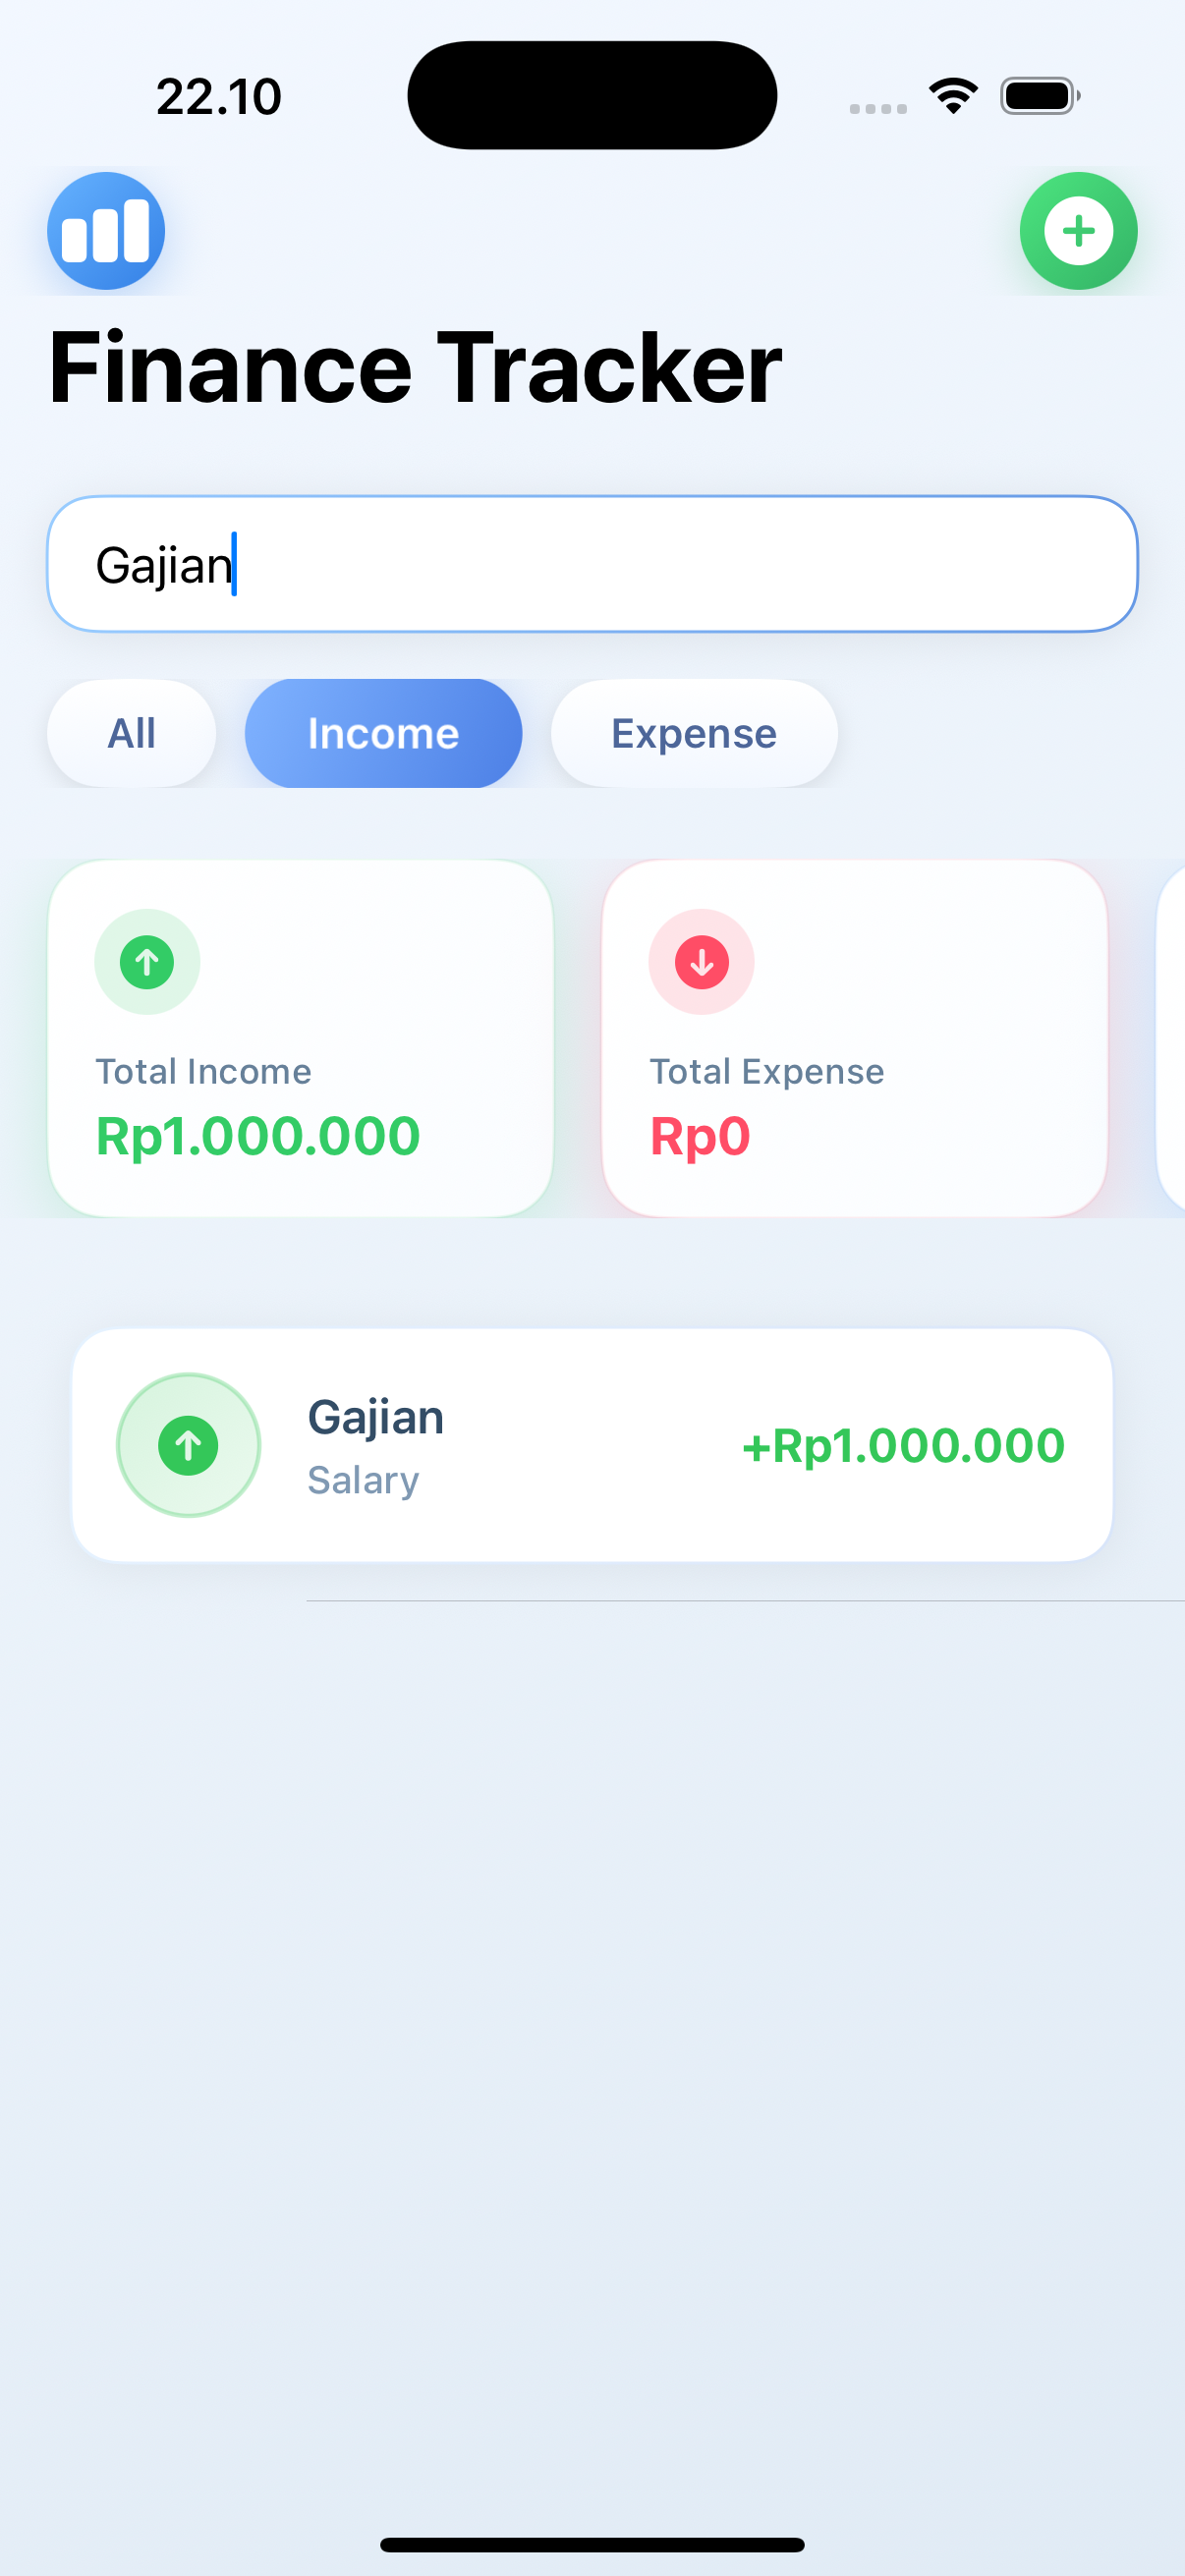 22.10
Finance Tracker
Gajian
All Income Expense
Total Income Total Expense
Rp1.000.000 Rp0
Gajian
Salary
+Rp1.000.000